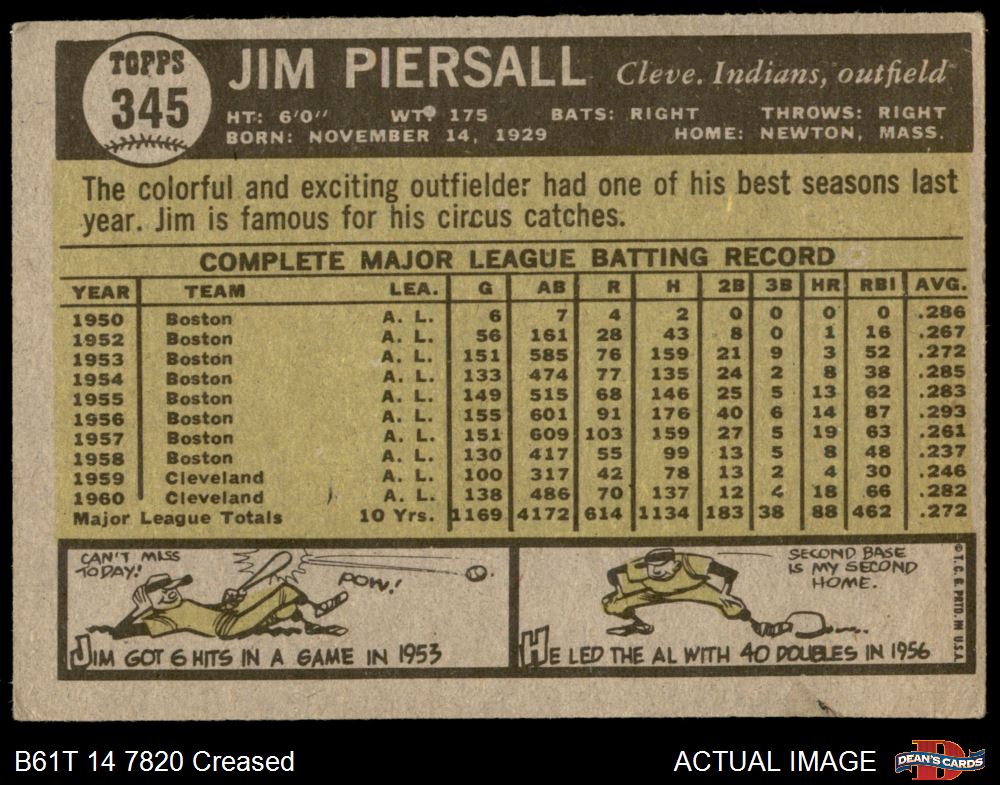 TOPPS
345
JIM PIERSALL Cleve. Indians, outfield
HT: 6'0" WT: 175 BATS: RIGHT THROWS: RIGHT
BORN: NOVEMBER 14, 1929 HOME: NEWTON, MASS.
The colorful and exciting outfielder had one of his best seasons last
year. Jim is famous for his circus catches.
COMPLETE MAJOR LEAGUE BATTING RECORD
YEAR TEAM LEA. G AB R H 2B 3B HR RBI AVG.
1950 Boston A. L. 6 7 4 2 0 0 0 0 .286
1952 Boston A. L. 56 161 28 43 8 0 1 16 .267
1953 Boston A. L. 151 585 76 159 21 9 3 52 .272
1954 Boston A. L. 133 474 77 135 24 2 8 38 .285
1955 Boston A. L. 149 515 68 146 25 5 13 62 .283
1956 Boston A. L. 155 601 91 176 40 6 14 87 .293
1957 Boston A. L. 151 609 103 159 27 5 19 63 .261
1958 Boston A. L. 130 417 55 99 13 5 8 48 .237
1959 Cleveland A. L. 100 317 42 78 13 2 4 30 .246
1960 Cleveland A. L. 138 486 70 137 12 4 18 66 .282
Major League Totals 10 Yrs. 1169 4172 614 1134 183 38 88 462 .272
CAN'T MISS
TODAY!
POW!
JIM GOT 6 HITS IN A GAME IN 1953
SECOND BASE
IS MY SECOND
HOME.
HE LED THE AL WITH 40 DOUBLES IN 1956
© T.C.G. PRTD. IN U.S.A.
B61T 14 7820 Creased
ACTUAL IMAGE
DEAN'S CARDS